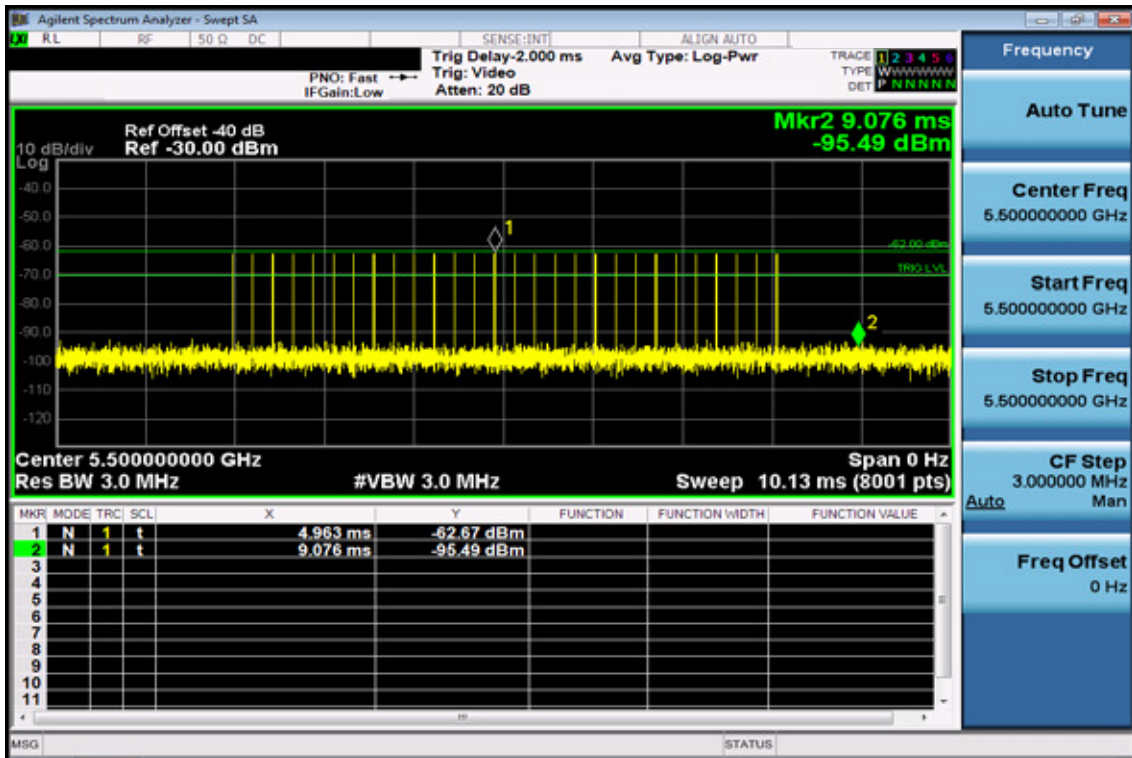 Agilent Spectrum Analyzer - Swept SA
LXI RL RF 50 Ω DC SENSE:INT ALIGN AUTO
Trig Delay-2.000 ms Avg Type: Log-Pwr TRACE 1 2 3 4 5 6
PNO: Fast Trig: Video TYPE WWWWWW
IFGain:Low Atten: 20 dB DET P N N N N N
Mkr2 9.076 ms
-95.49 dBm
Ref Offset -40 dB
10 dB/div Ref -30.00 dBm
Log
1
-40.0
-50.0
-60.0 -62.00 dBm
-70.0 TRIG LVL
-80.0
-90.0 2
-100
-110
-120
Center 5.500000000 GHz Span 0 Hz
Res BW 3.0 MHz #VBW 3.0 MHz Sweep 10.13 ms (8001 pts)
MKR MODE TRC SCL X Y FUNCTION FUNCTION WIDTH FUNCTION VALUE
1 N 1 t 4.963 ms -62.67 dBm
2 N 1 t 9.076 ms -95.49 dBm
3
4
5
6
7
8
9
10
11
MSG STATUS
Frequency
Auto Tune
Center Freq
5.500000000 GHz
Start Freq
5.500000000 GHz
Stop Freq
5.500000000 GHz
CF Step
3.000000 MHz
Auto Man
Freq Offset
0 Hz